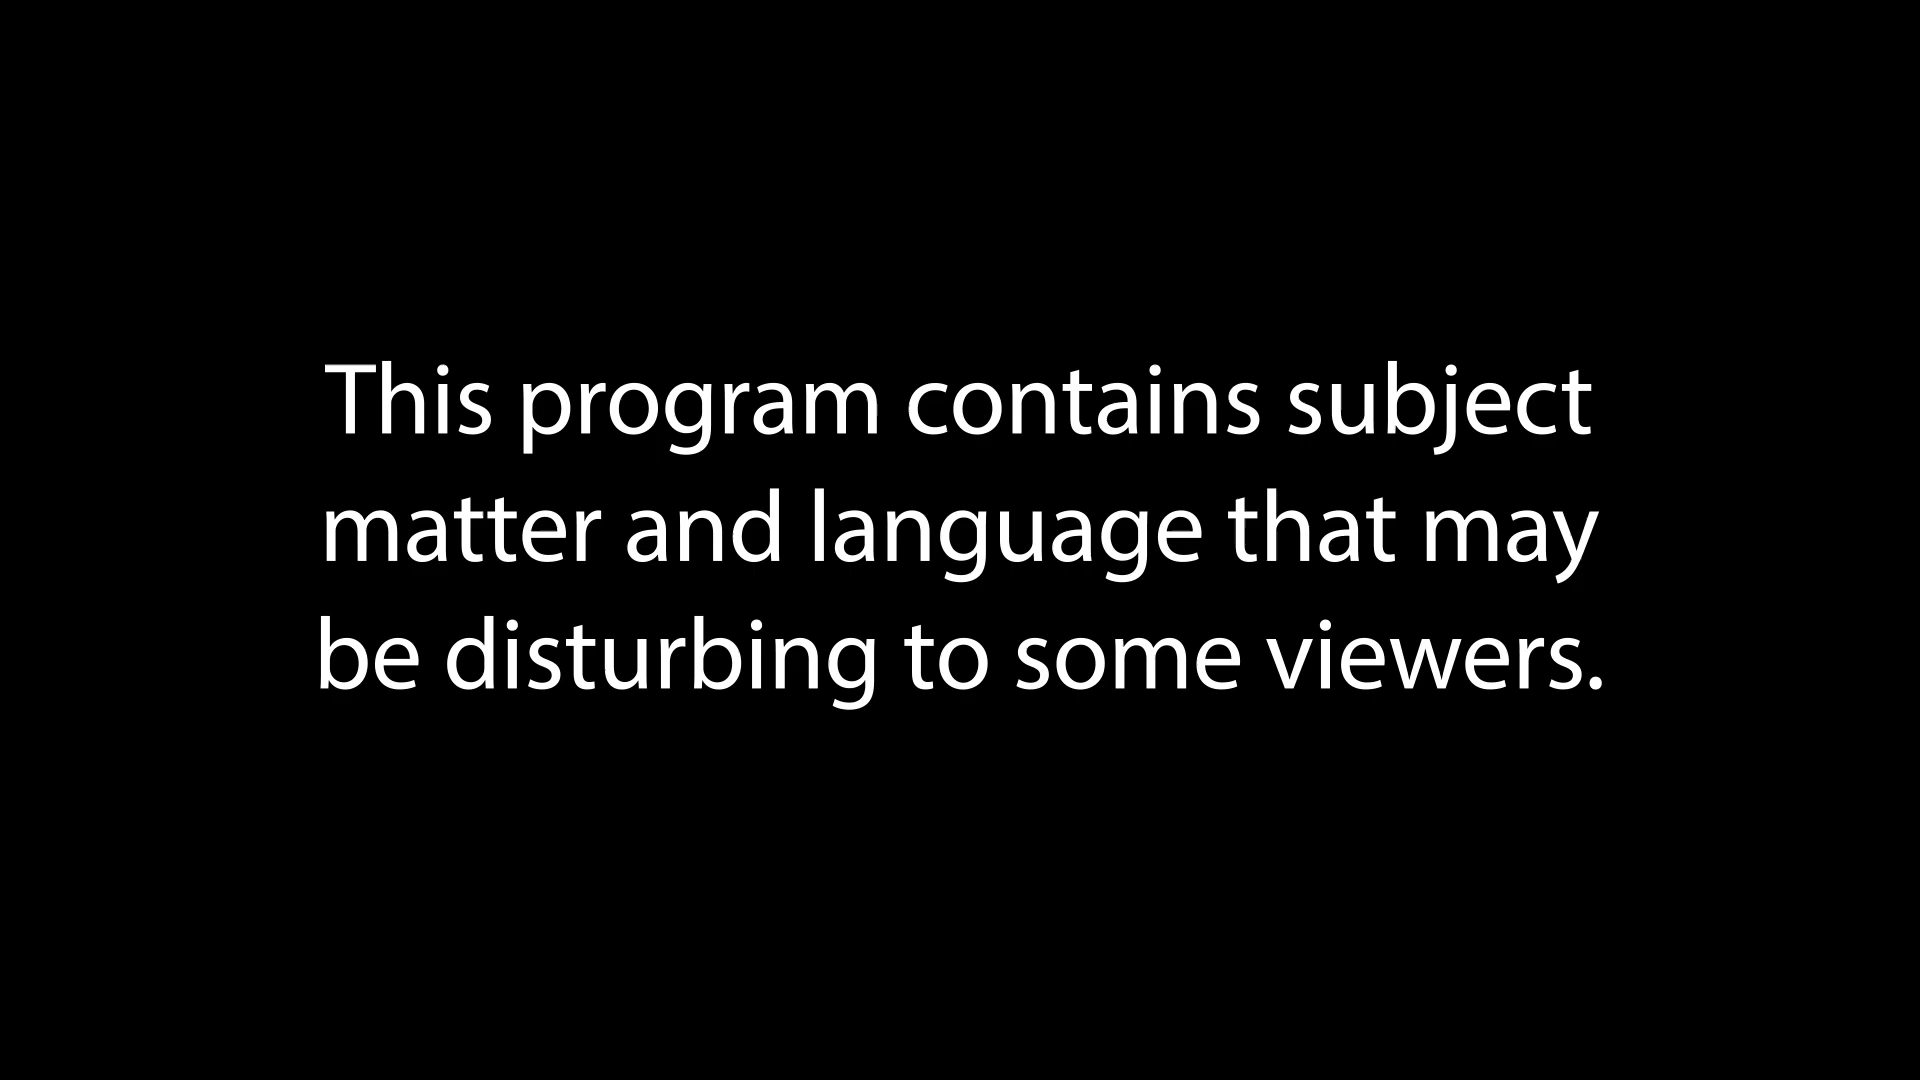 This program contains subject
matter and language that may
be disturbing to some viewers.